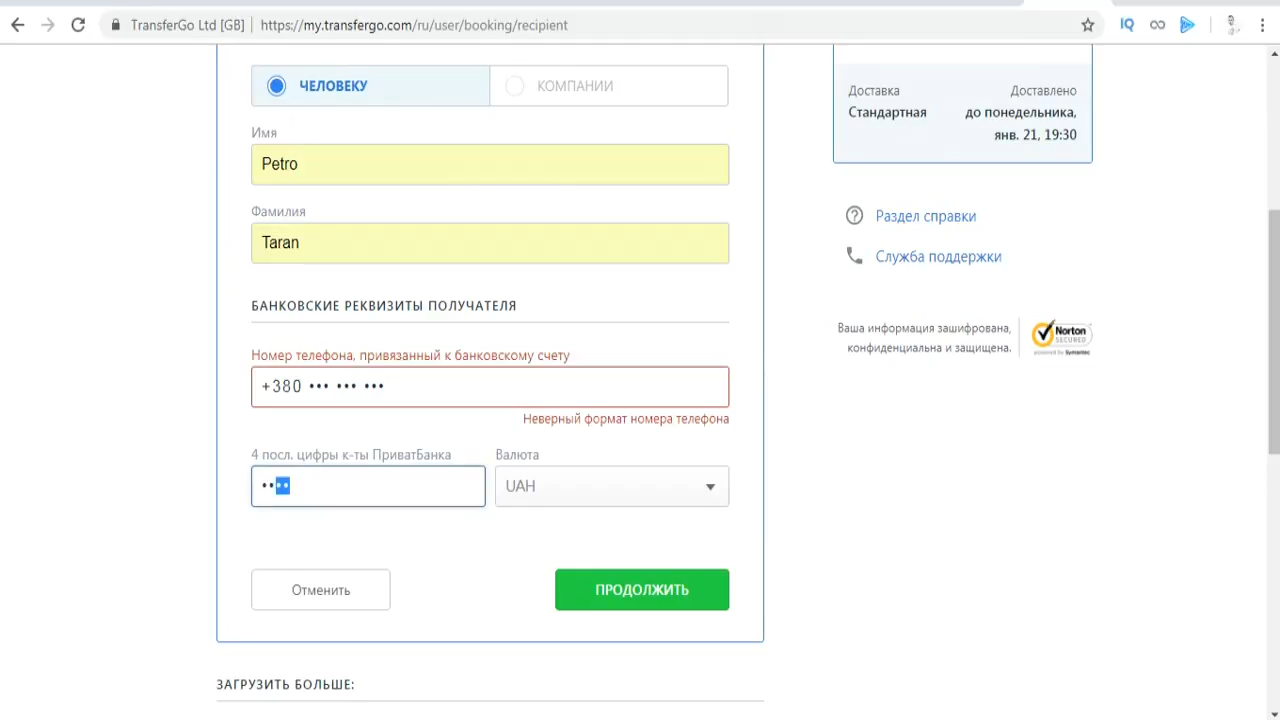 TransferGo Ltd [GB] https://my.transfergo.com/ru/user/booking/recipient
ЧЕЛОВЕКУ
КОМПАНИИ
Имя
Petro
Фамилия
Taran
БАНКОВСКИЕ РЕКВИЗИТЫ ПОЛУЧАТЕЛЯ
Номер телефона, привязанный к банковскому счету
+380 ••• ••• •••
Неверный формат номера телефона
4 посл. цифры к-ты ПриватБанка
Валюта
••••
UAH
Отменить
ПРОДОЛЖИТЬ
ЗАГРУЗИТЬ БОЛЬШЕ:
Доставка
Доставлено
Стандартная
до понедельника,
янв. 21, 19:30
Раздел справки
Служба поддержки
Ваша информация зашифрована,
конфиденциальна и защищена.
Norton
SECURED
powered by Symantec